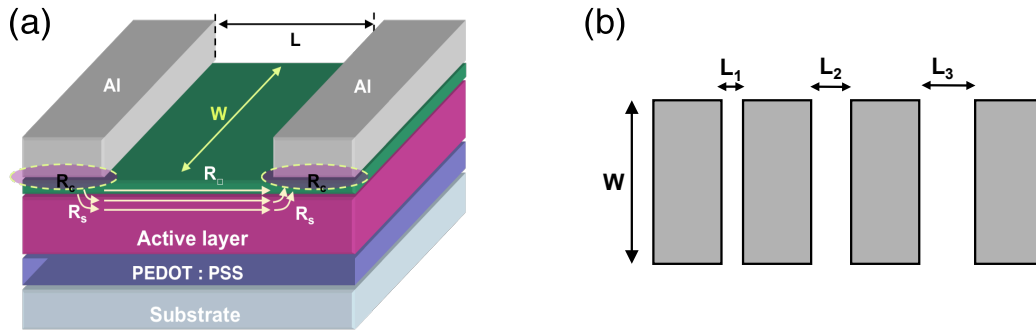 (a)
L
Al
Al
W
R□
Rc
Rc
Rs
Rs
Active layer
PEDOT : PSS
Substrate
(b)
L1
L2
L3
W